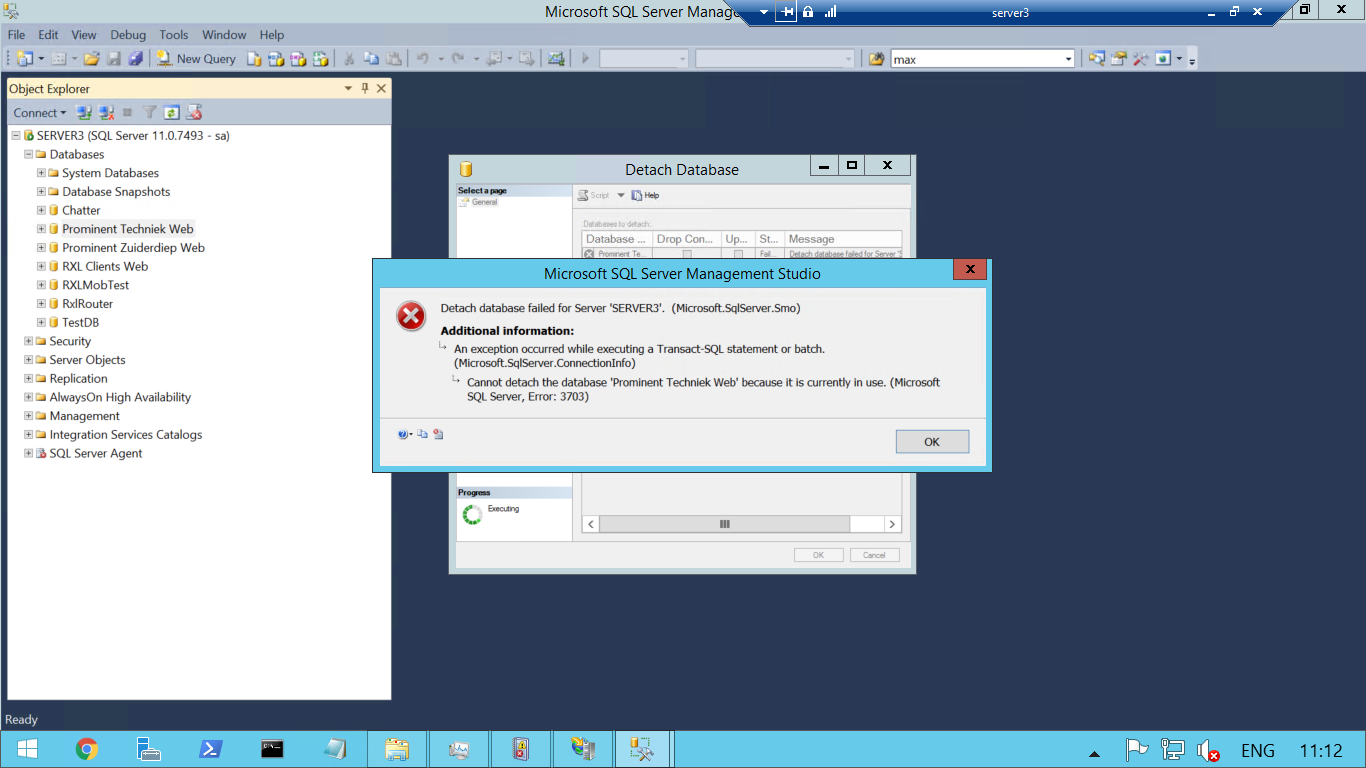 Microsoft SQL Server Manag
server3
File Edit View Debug Tools Window Help
New Query
max
Object Explorer
Connect
SERVER3 (SQL Server 11.0.7493 - sa)
Databases
System Databases
Database Snapshots
Chatter
Prominent Techniek Web
Prominent Zuiderdiep Web
RXL Clients Web
RXLMobTest
RxlRouter
TestDB
Security
Server Objects
Replication
AlwaysOn High Availability
Management
Integration Services Catalogs
SQL Server Agent
Detach Database
Select a page
General
Script Help
Databases to detach:
Database ... Drop Con... Up... St... Message
Prominent Te... Fail... Detach database failed for Server 'S
Microsoft SQL Server Management Studio
Detach database failed for Server 'SERVER3'. (Microsoft.SqlServer.Smo)
Additional information:
An exception occurred while executing a Transact-SQL statement or batch.
(Microsoft.SqlServer.ConnectionInfo)
Cannot detach the database 'Prominent Techniek Web' because it is currently in use. (Microsoft
SQL Server, Error: 3703)
OK
Progress
Executing
OK Cancel
Ready
ENG 11:12